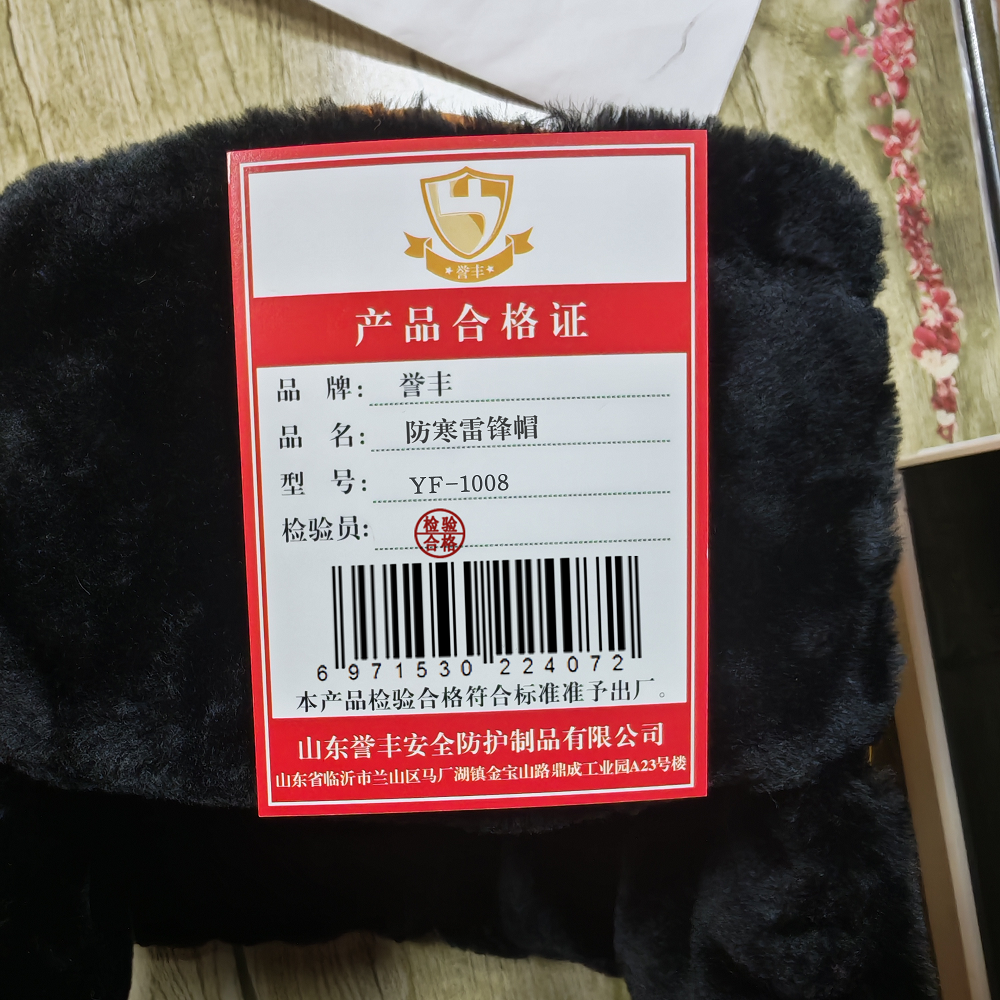 ★誉丰★
产品合格证
品 牌： 誉丰
品 名： 防寒雷锋帽
型 号： YF-1008
检验员： 检验
合格
6 971530 224072
本产品检验合格符合标准准予出厂。
山东誉丰安全防护制品有限公司
山东省临沂市兰山区马厂湖镇金宝山路鼎成工业园A23号楼